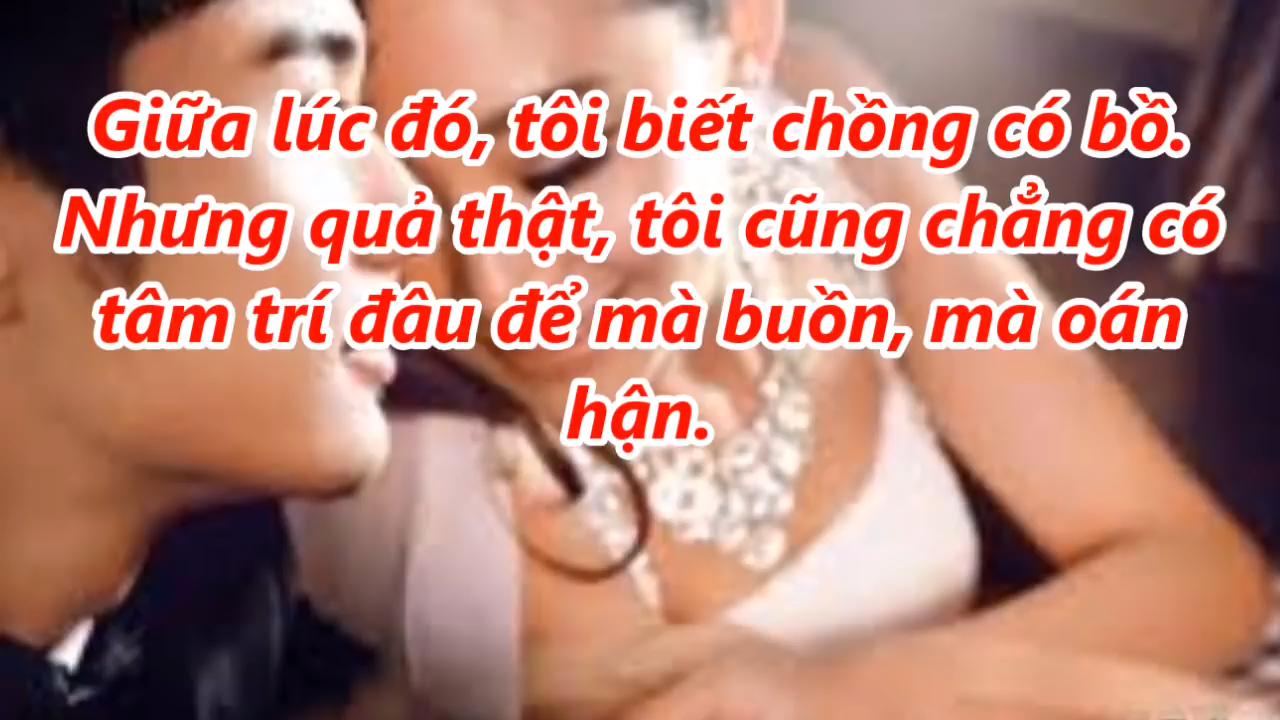 Giữa lúc đó, tôi biết chồng có bồ.
Nhưng quả thật, tôi cũng chẳng có
tâm trí đâu để mà buồn, mà oán
hận.